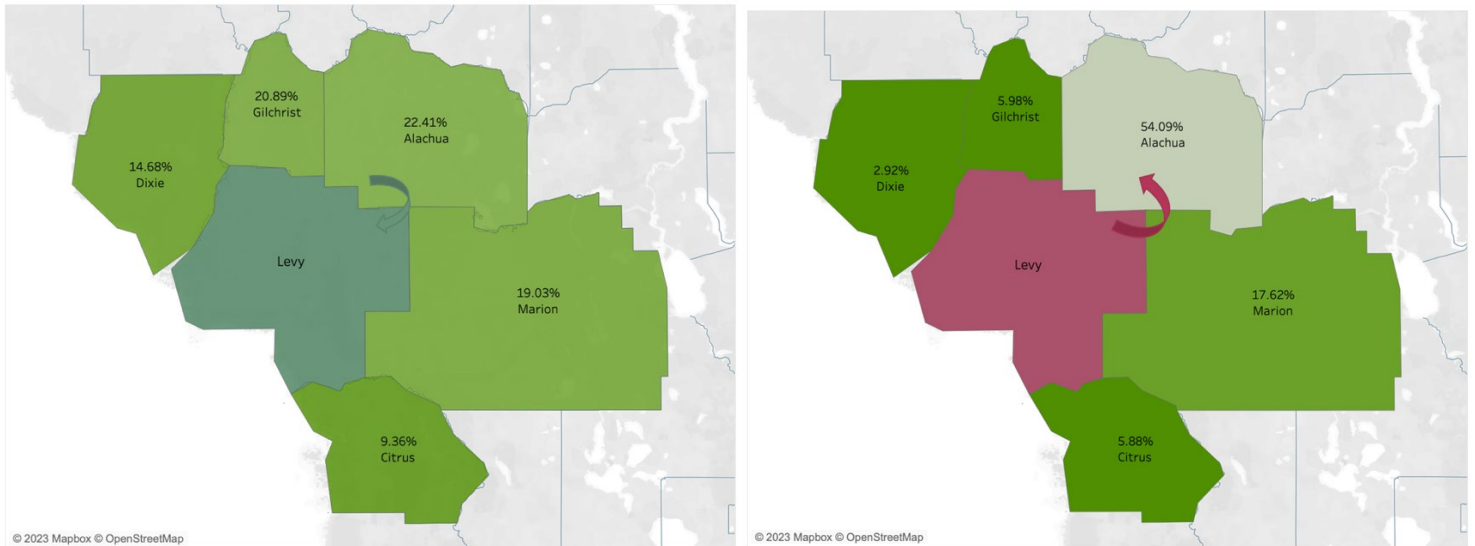 20.89%
Gilchrist
22.41%
Alachua
14.68%
Dixie
Levy
19.03%
Marion
9.36%
Citrus
© 2023 Mapbox © OpenStreetMap
5.98%
Gilchrist
54.09%
Alachua
2.92%
Dixie
Levy
17.62%
Marion
5.88%
Citrus
© 2023 Mapbox © OpenStreetMap